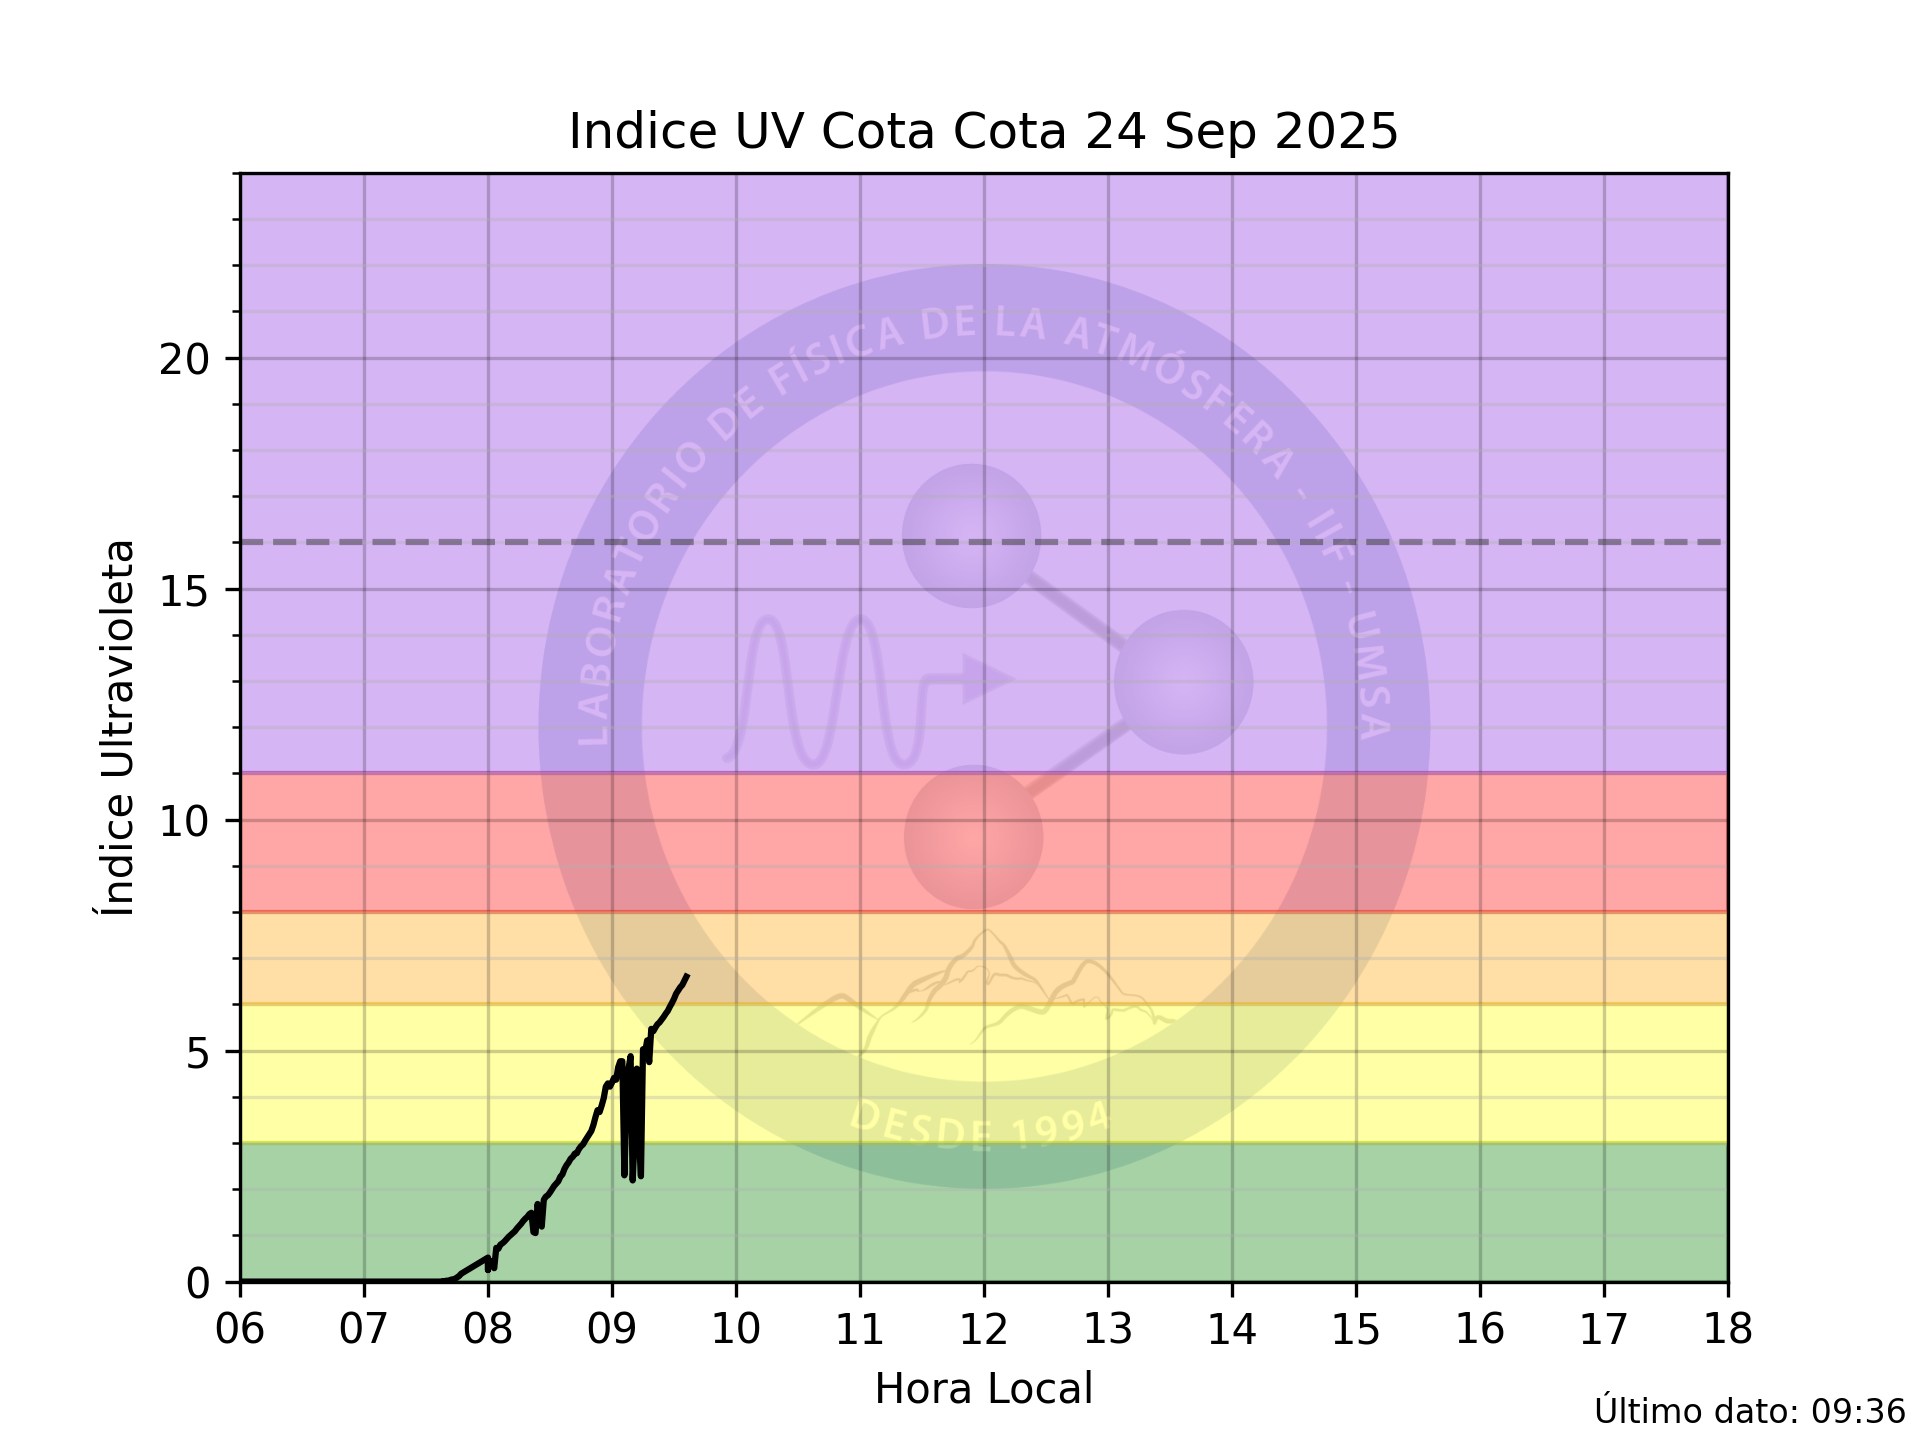 Indice UV Cota Cota 24 Sep 2025
Índice Ultravioleta
20
15
10
5
0
LABORATORIO DE FÍSICA DE LA ATMÓSFERA - IIF - UMSA
DESDE 1994
06 07 08 09 10 11 12 13 14 15 16 17 18
Hora Local
Último dato: 09:36